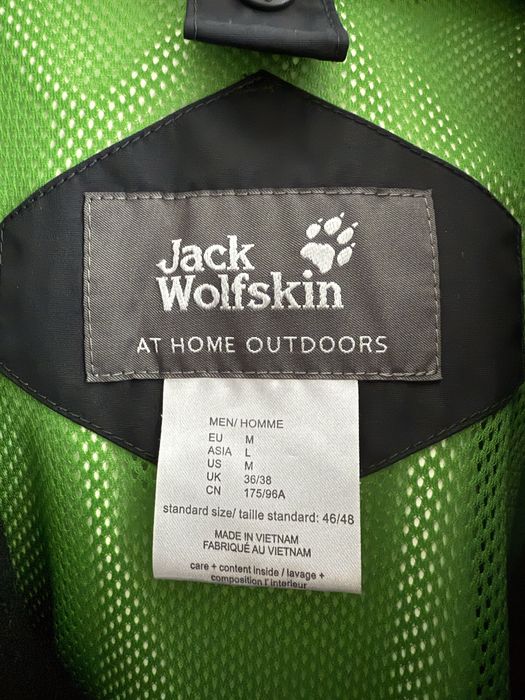 Jack
Wolfskin
AT HOME OUTDOORS
MEN/ HOMME
EU M
ASIA L
US M
UK 36/38
CN 175/96A
standard size/ taille standard: 46/48
MADE IN VIETNAM
FABRIQUÉ AU VIETNAM
care + content inside / lavage +
composition l'interieur